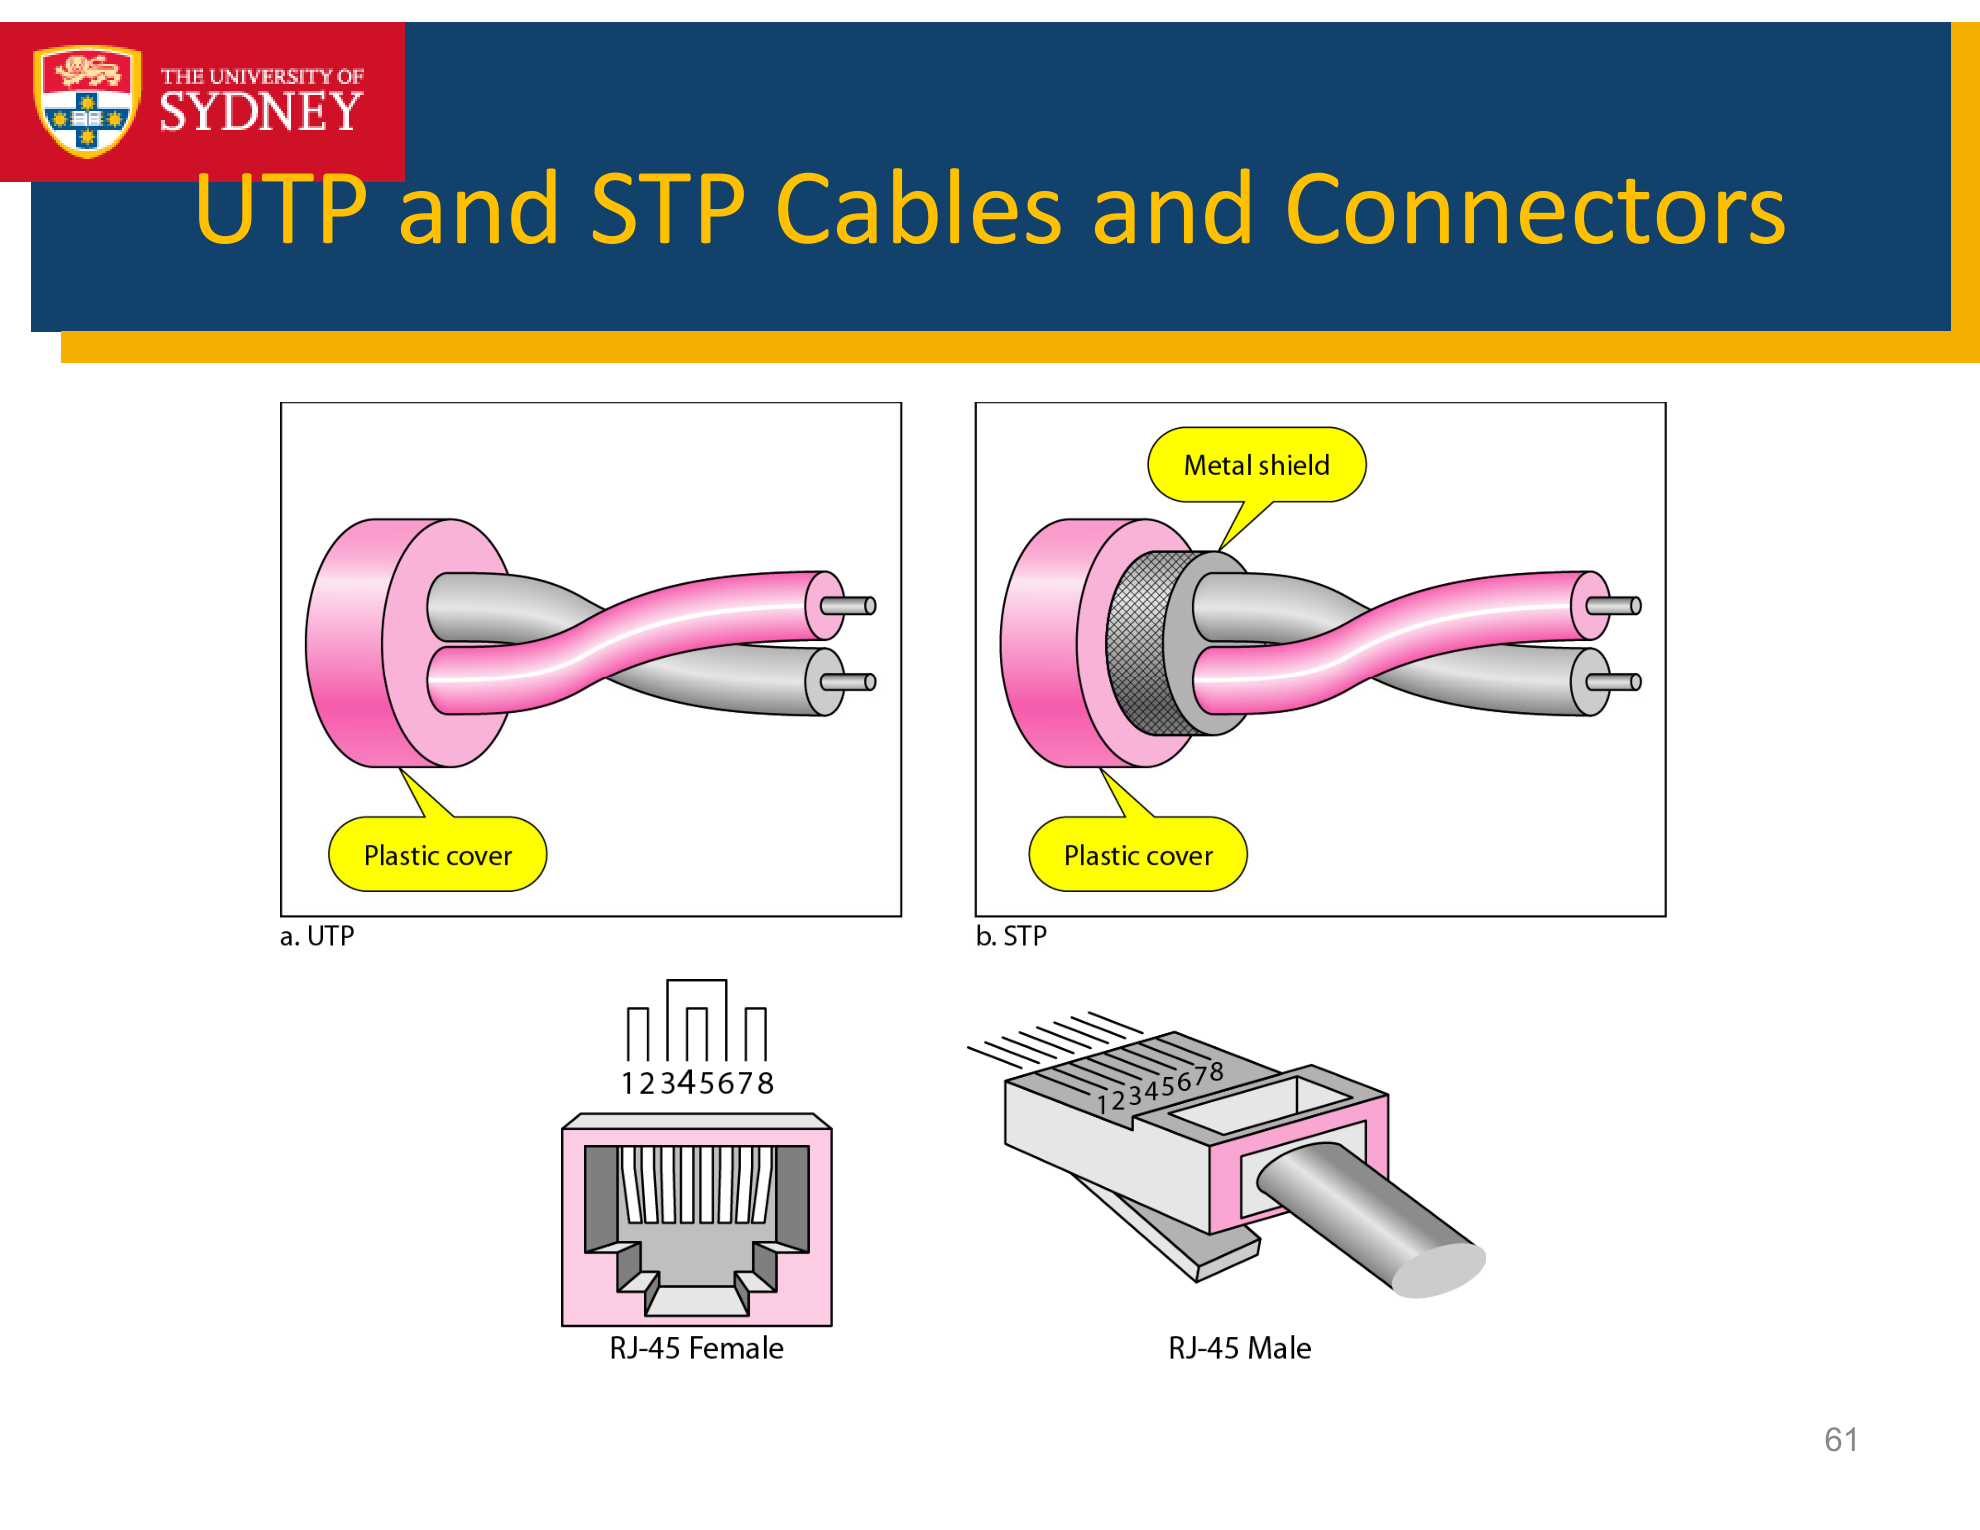 THE UNIVERSITY OF
SYDNEY
UTP and STP Cables and Connectors
Metal shield
Plastic cover
Plastic cover
a. UTP
b. STP
12345678
12345678
RJ-45 Female
RJ-45 Male
61